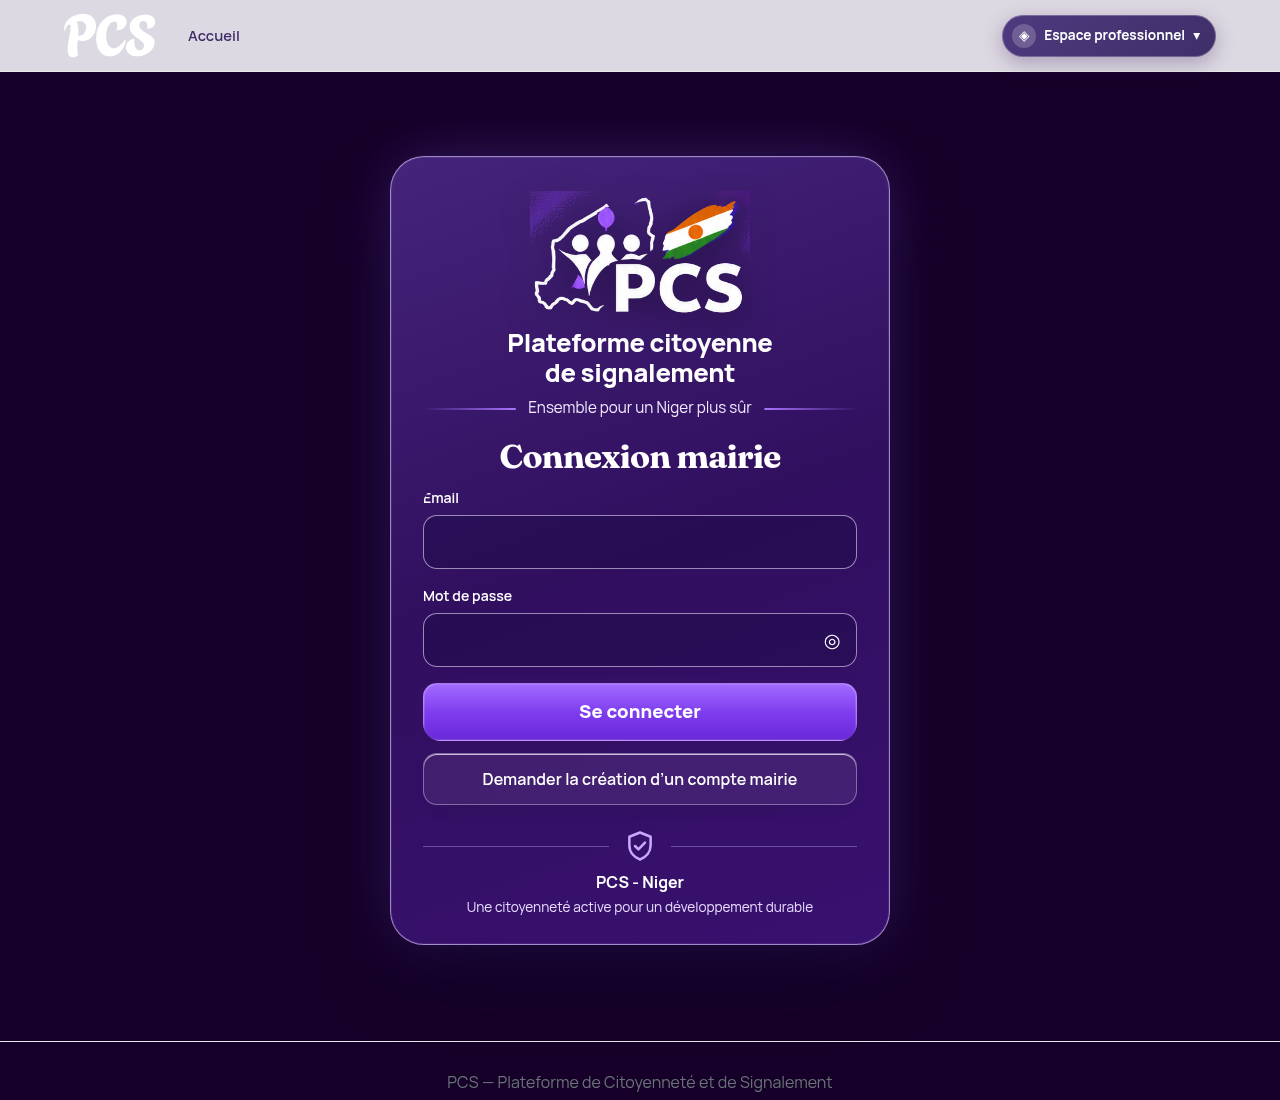 PCS
Accueil
Espace professionnel
PCS
Plateforme citoyenne
de signalement
Ensemble pour un Niger plus sûr
Connexion mairie
Email
Mot de passe
Se connecter
Demander la création d’un compte mairie
PCS - Niger
Une citoyenneté active pour un développement durable
PCS — Plateforme de Citoyenneté et de Signalement